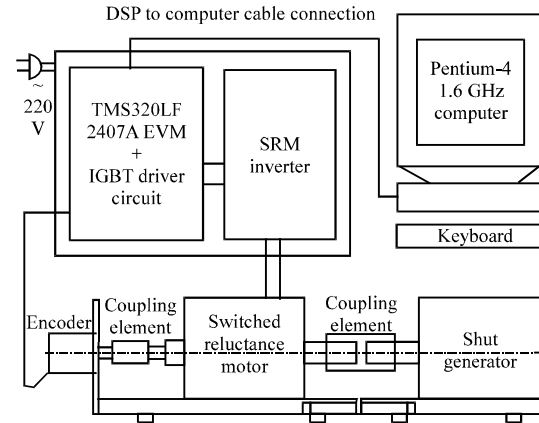 DSP to computer cable connection
~
220
V
TMS320LF
2407A EVM
+
IGBT driver
circuit
SRM
inverter
Pentium-4
1.6 GHz
computer
Keyboard
Encoder
Coupling
element
Switched
reluctance
motor
Coupling
element
Shut
generator